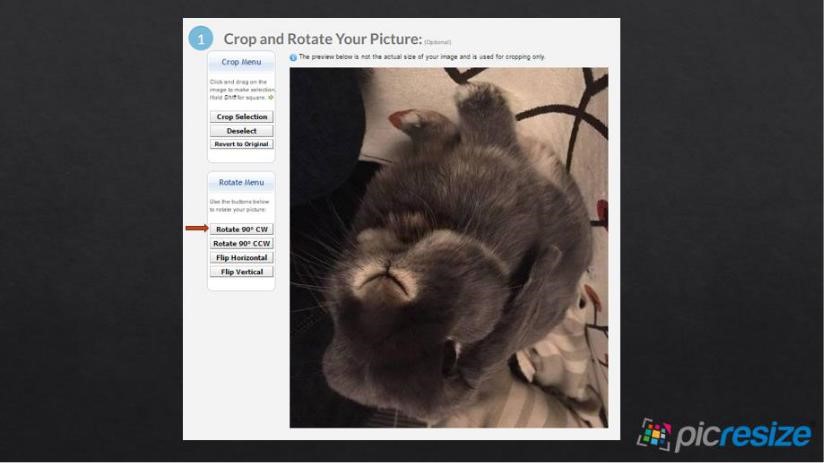 1 Crop and Rotate Your Picture: (Optional)
Crop Menu
The preview below is not the actual size of your image and is used for cropping only.
Click and drag on the
image to make selection.
Hold Shift for square.
Crop Selection
Deselect
Revert to Original
Rotate Menu
Use the buttons below
to rotate your picture:
Rotate 90° CW
Rotate 90° CCW
Flip Horizontal
Flip Vertical
picresize